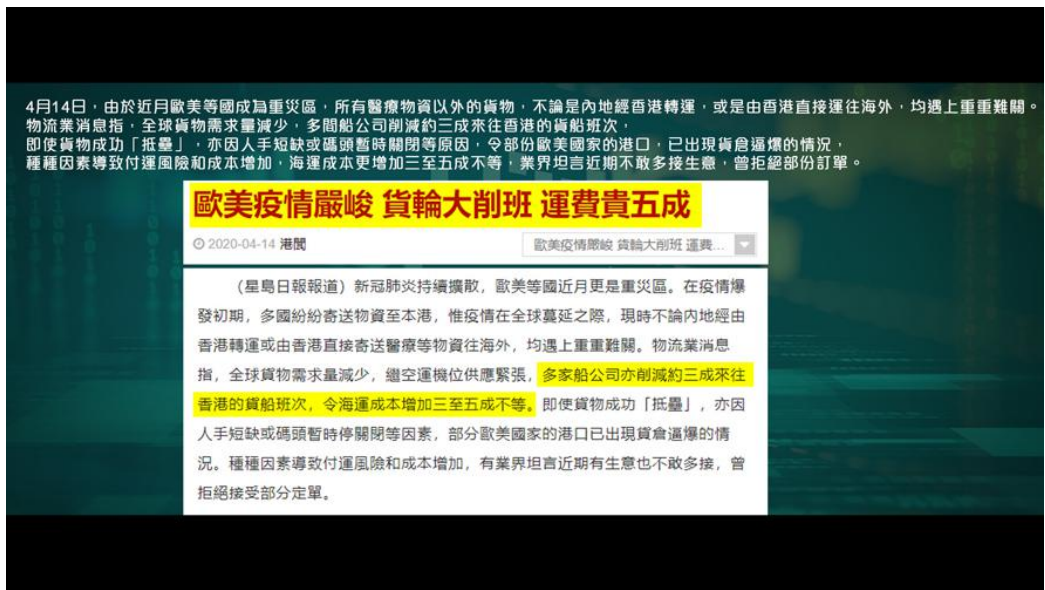 4月14日，由於近月歐美等國成為重災區，所有醫療物資以外的貨物，不論是內地經香港轉運，或是由香港直接運往海外，均遇上重重難關。
物流業消息指，全球貨物需求量減少，多間船公司削減約三成來往香港的貨船班次，
即使貨物成功「抵壘」，亦因人手短缺或碼頭暫時關閉等原因，令部份歐美國家的港口，已出現貨倉逼爆的情況，
種種因素導致付運風險和成本增加，海運成本更增加三至五成不等，業界坦言近期不敢多接生意，曾拒絕部份訂單。
歐美疫情嚴峻 貨輪大削班 運費貴五成
2020-04-14 港聞
歐美疫情嚴峻 貨輪大削班 運費...
（星島日報報道）新冠肺炎持續擴散，歐美等國近月更是重災區。在疫情爆
發初期，多國紛紛寄送物資至本港，惟疫情在全球蔓延之際，現時不論內地經由
香港轉運或由香港直接寄送醫療等物資往海外，均遇上重重難關。物流業消息
指，全球貨物需求量減少，繼空運機位供應緊張，多家船公司亦削減約三成來往
香港的貨船班次，令海運成本增加三至五成不等。即使貨物成功「抵壘」，亦因
人手短缺或碼頭暫時停關閉等因素，部分歐美國家的港口已出現貨倉逼爆的情
況。種種因素導致付運風險和成本增加，有業界坦言近期有生意也不敢多接，曾
拒絕接受部分定單。